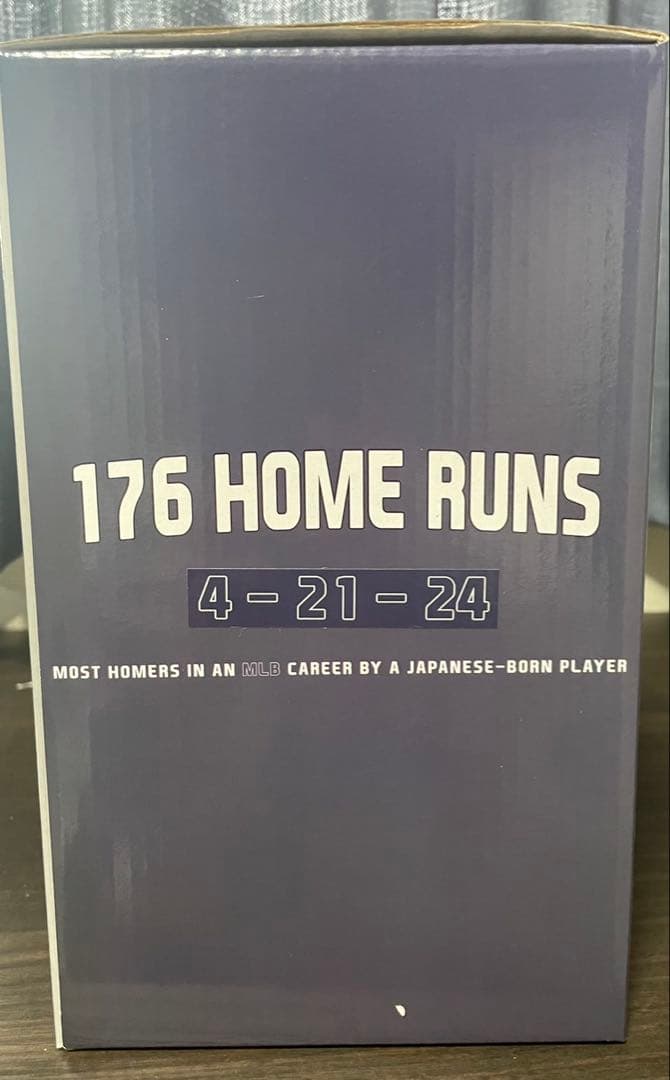 176 HOME RUNS
4-21-24
MOST HOMERS IN AN MLB CAREER BY A JAPANESE-BORN PLAYER